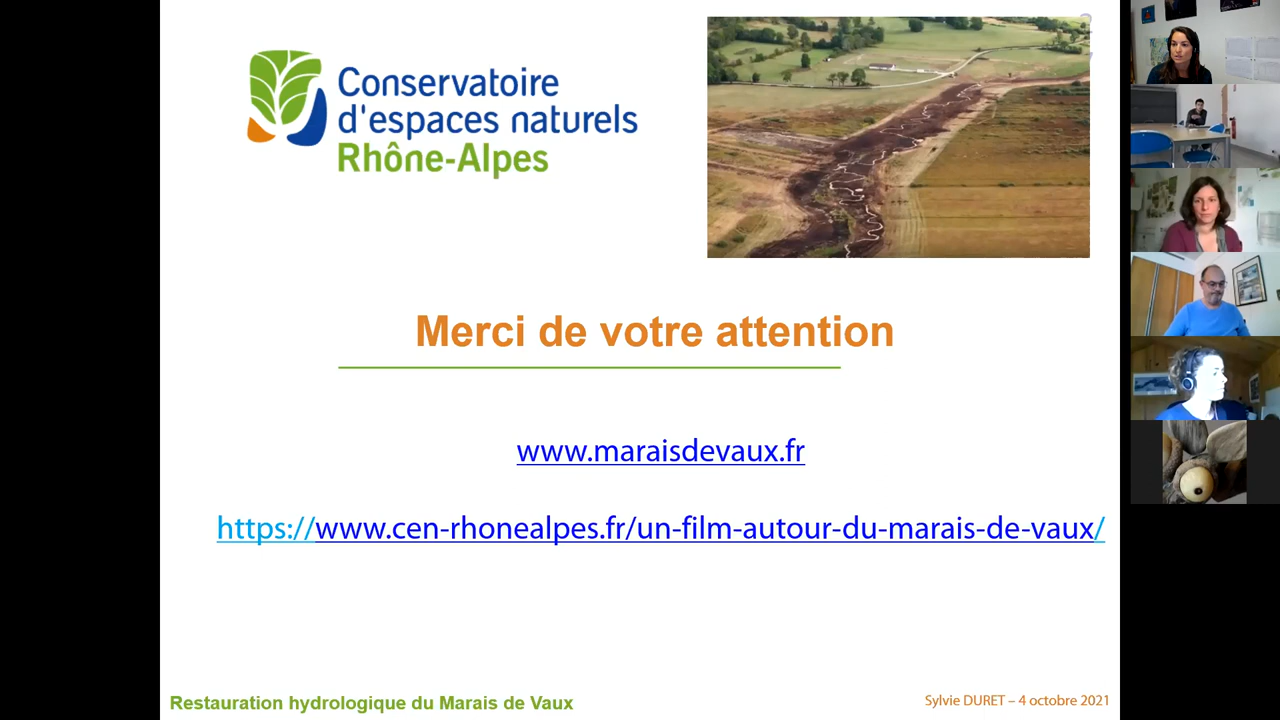 Conservatoire
d'espaces naturels
Rhône-Alpes
Merci de votre attention
www.maraisdevaux.fr
https://www.cen-rhonealpes.fr/un-film-autour-du-marais-de-vaux/
Restauration hydrologique du Marais de Vaux
Sylvie DURET – 4 octobre 2021